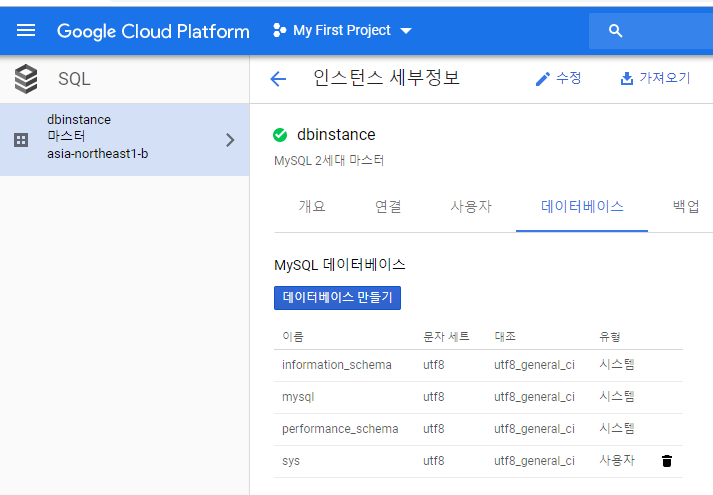 Google Cloud Platform
My First Project
SQL
인스턴스 세부정보
수정
가져오기
dbinstance
마스터
asia-northeast1-b
dbinstance
MySQL 2세대 마스터
개요 연결 사용자 데이터베이스 백업
MySQL 데이터베이스
데이터베이스 만들기
이름 문자 세트 대조 유형
information_schema utf8 utf8_general_ci 시스템
mysql utf8 utf8_general_ci 시스템
performance_schema utf8 utf8_general_ci 시스템
sys utf8 utf8_general_ci 사용자